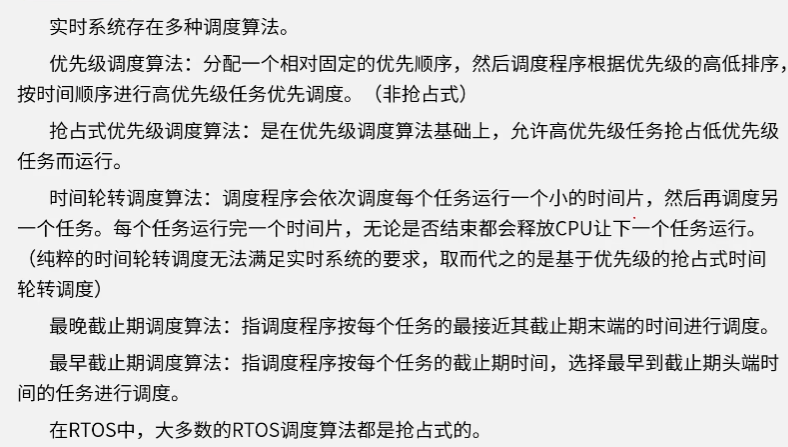 实时系统存在多种调度算法。
优先级调度算法：分配一个相对固定的优先顺序，然后调度程序根据优先级的高低排序，
按时间顺序进行高优先级任务优先调度。（非抢占式）
抢占式优先级调度算法：是在优先级调度算法基础上，允许高优先级任务抢占低优先级
任务而运行。
时间轮转调度算法：调度程序会依次调度每个任务运行一个小的时间片，然后再调度另
一个任务。每个任务运行完一个时间片，无论是否结束都会释放CPU让下一个任务运行。
（纯粹的时间轮转调度无法满足实时系统的要求，取而代之的是基于优先级的抢占式时间
轮转调度）
最晚截止期调度算法：指调度程序按每个任务的最接近其截止期末端的时间进行调度。
最早截止期调度算法：指调度程序按每个任务的截止期时间，选择最早到截止期头端时
间的任务进行调度。
在RTOS中，大多数的RTOS调度算法都是抢占式的。